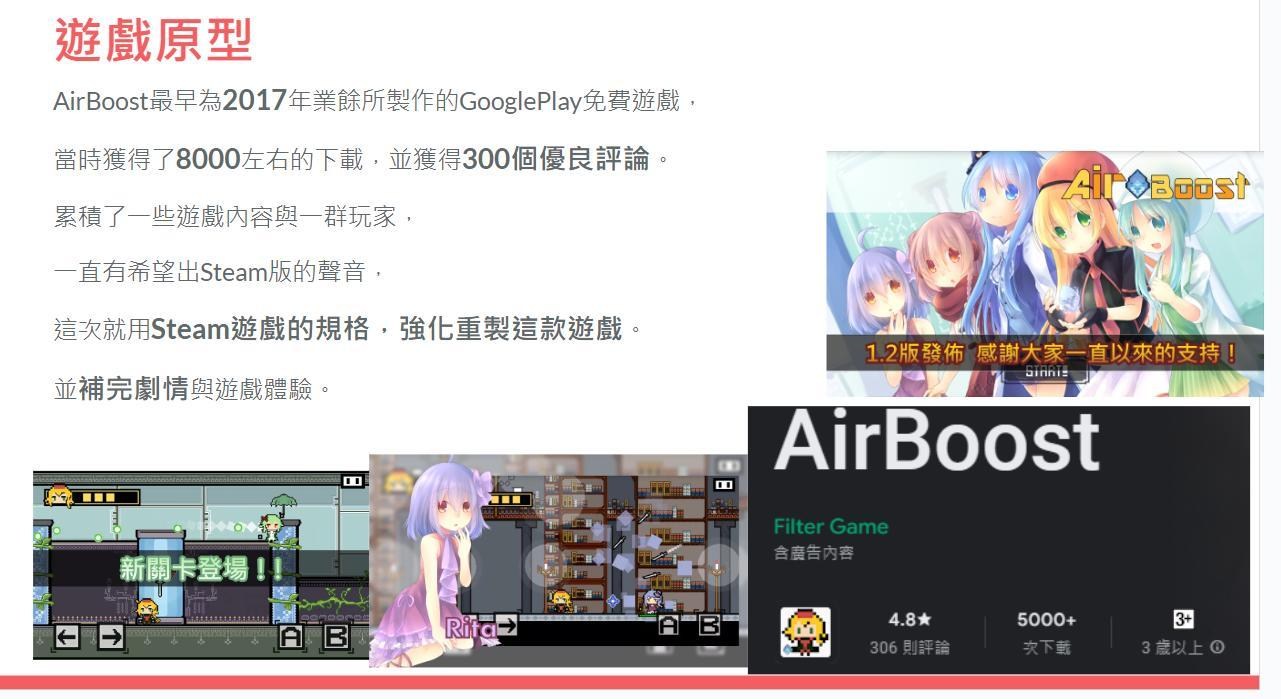 遊戲原型
AirBoost最早為2017年業餘所製作的GooglePlay免費遊戲，
當時獲得了8000左右的下載，並獲得300個優良評論。
累積了一些遊戲內容與一群玩家，
一直有希望出Steam版的聲音，
這次就用Steam遊戲的規格，強化重製這款遊戲。
並補完劇情與遊戲體驗。
Air Boost
1.2版發佈 感謝大家一直以來的支持！
START!!
新關卡登場！！
A B
Rita
A B
AirBoost
Filter Game
含廣告內容
4.8★ 5000+ 3+
306 則評論 次下載 3 歲以上